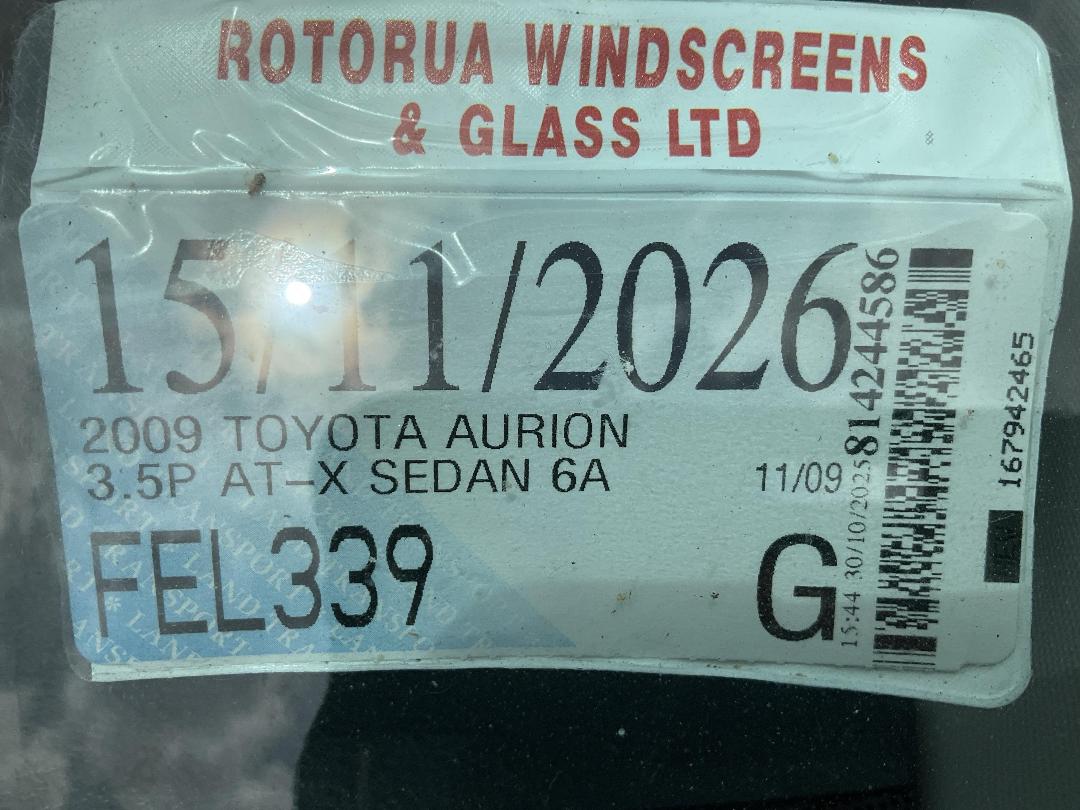 ROTORUA WINDSCREENS
& GLASS LTD
15/11/2026
2009 TOYOTA AURION
3.5P AT-X SEDAN 6A
11/09
FEL339
G
15:44 30/10/2025
814244586
167942465